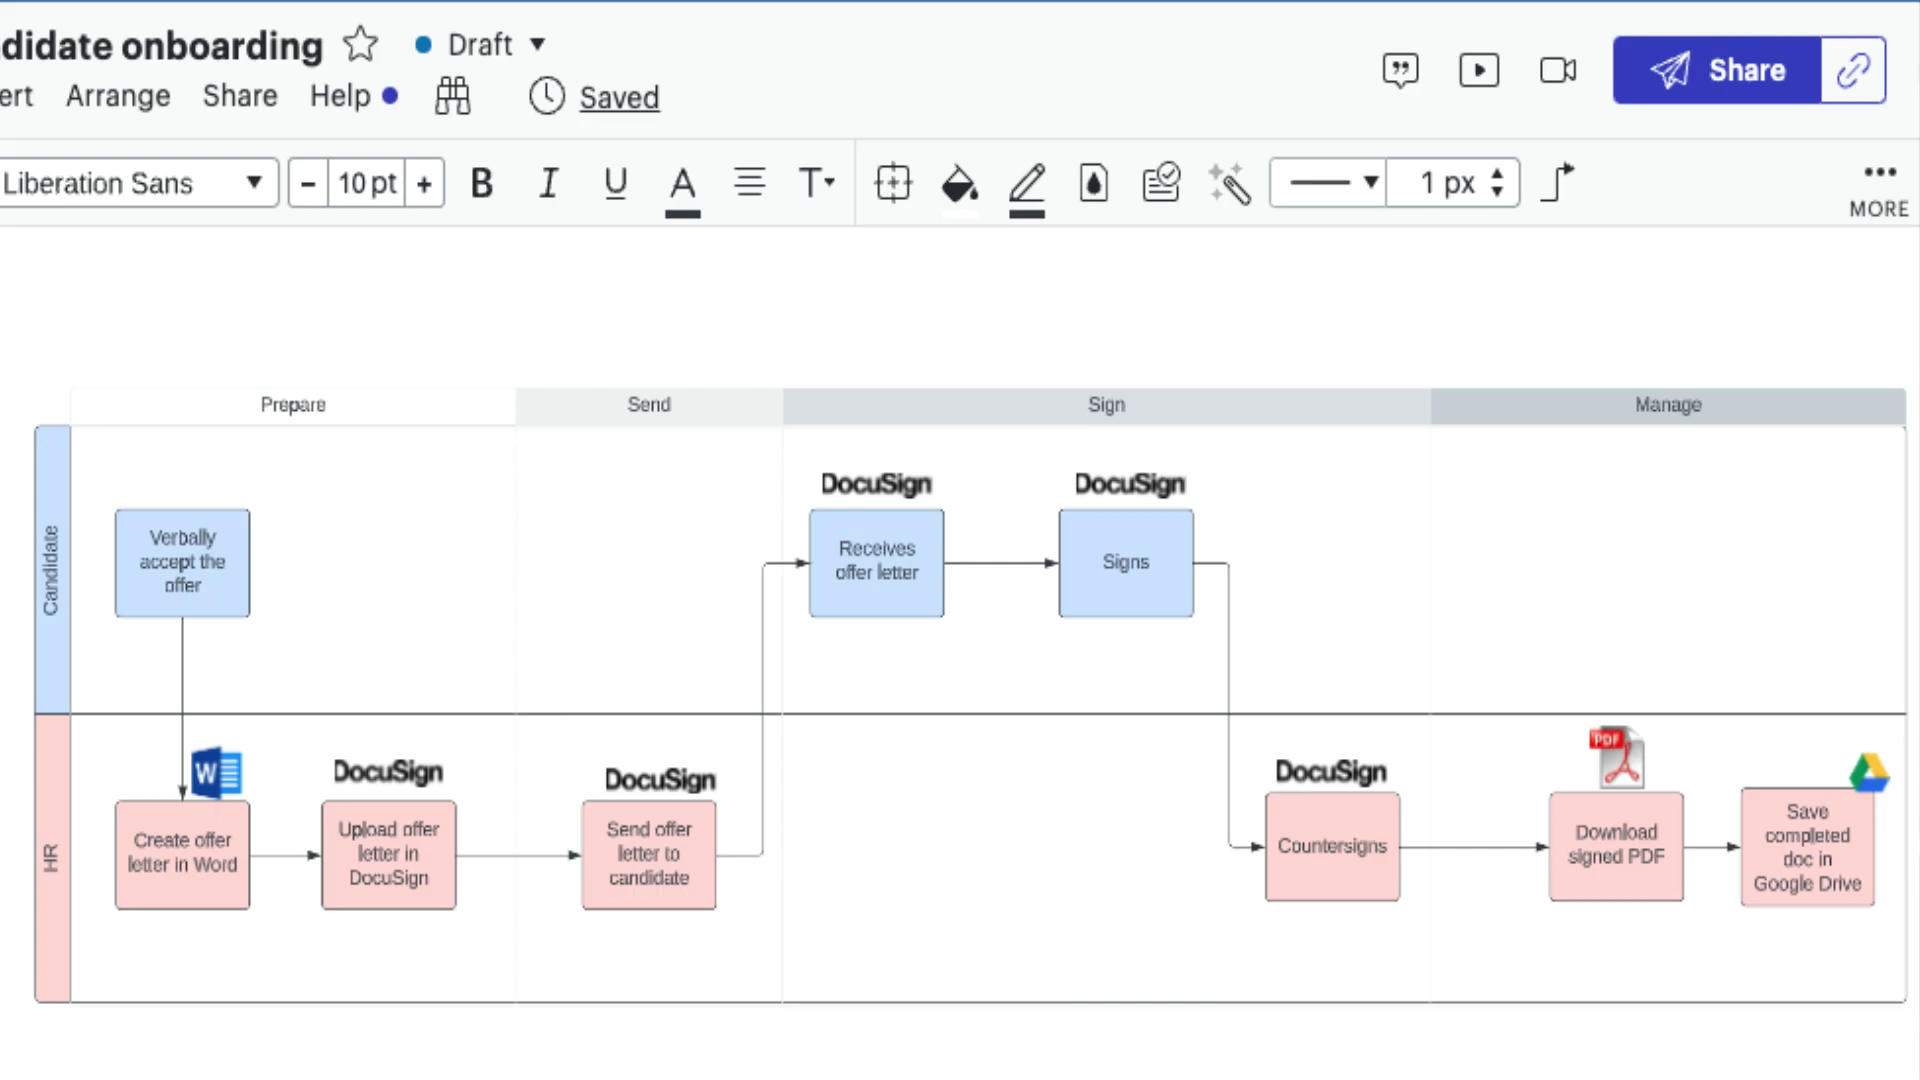 didate onboarding
Draft
ert Arrange Share Help
Saved
Share
Liberation Sans
10 pt
B I U A T
1 px
MORE
Prepare
Send
Sign
Manage
Candidate
Verbally
accept the
offer
DocuSign
Receives
offer letter
DocuSign
Signs
HR
W
Create offer
letter in Word
DocuSign
Upload offer
letter in
DocuSign
DocuSign
Send offer
letter to
candidate
DocuSign
Countersigns
PDF
Download
signed PDF
Save
completed
doc in
Google Drive